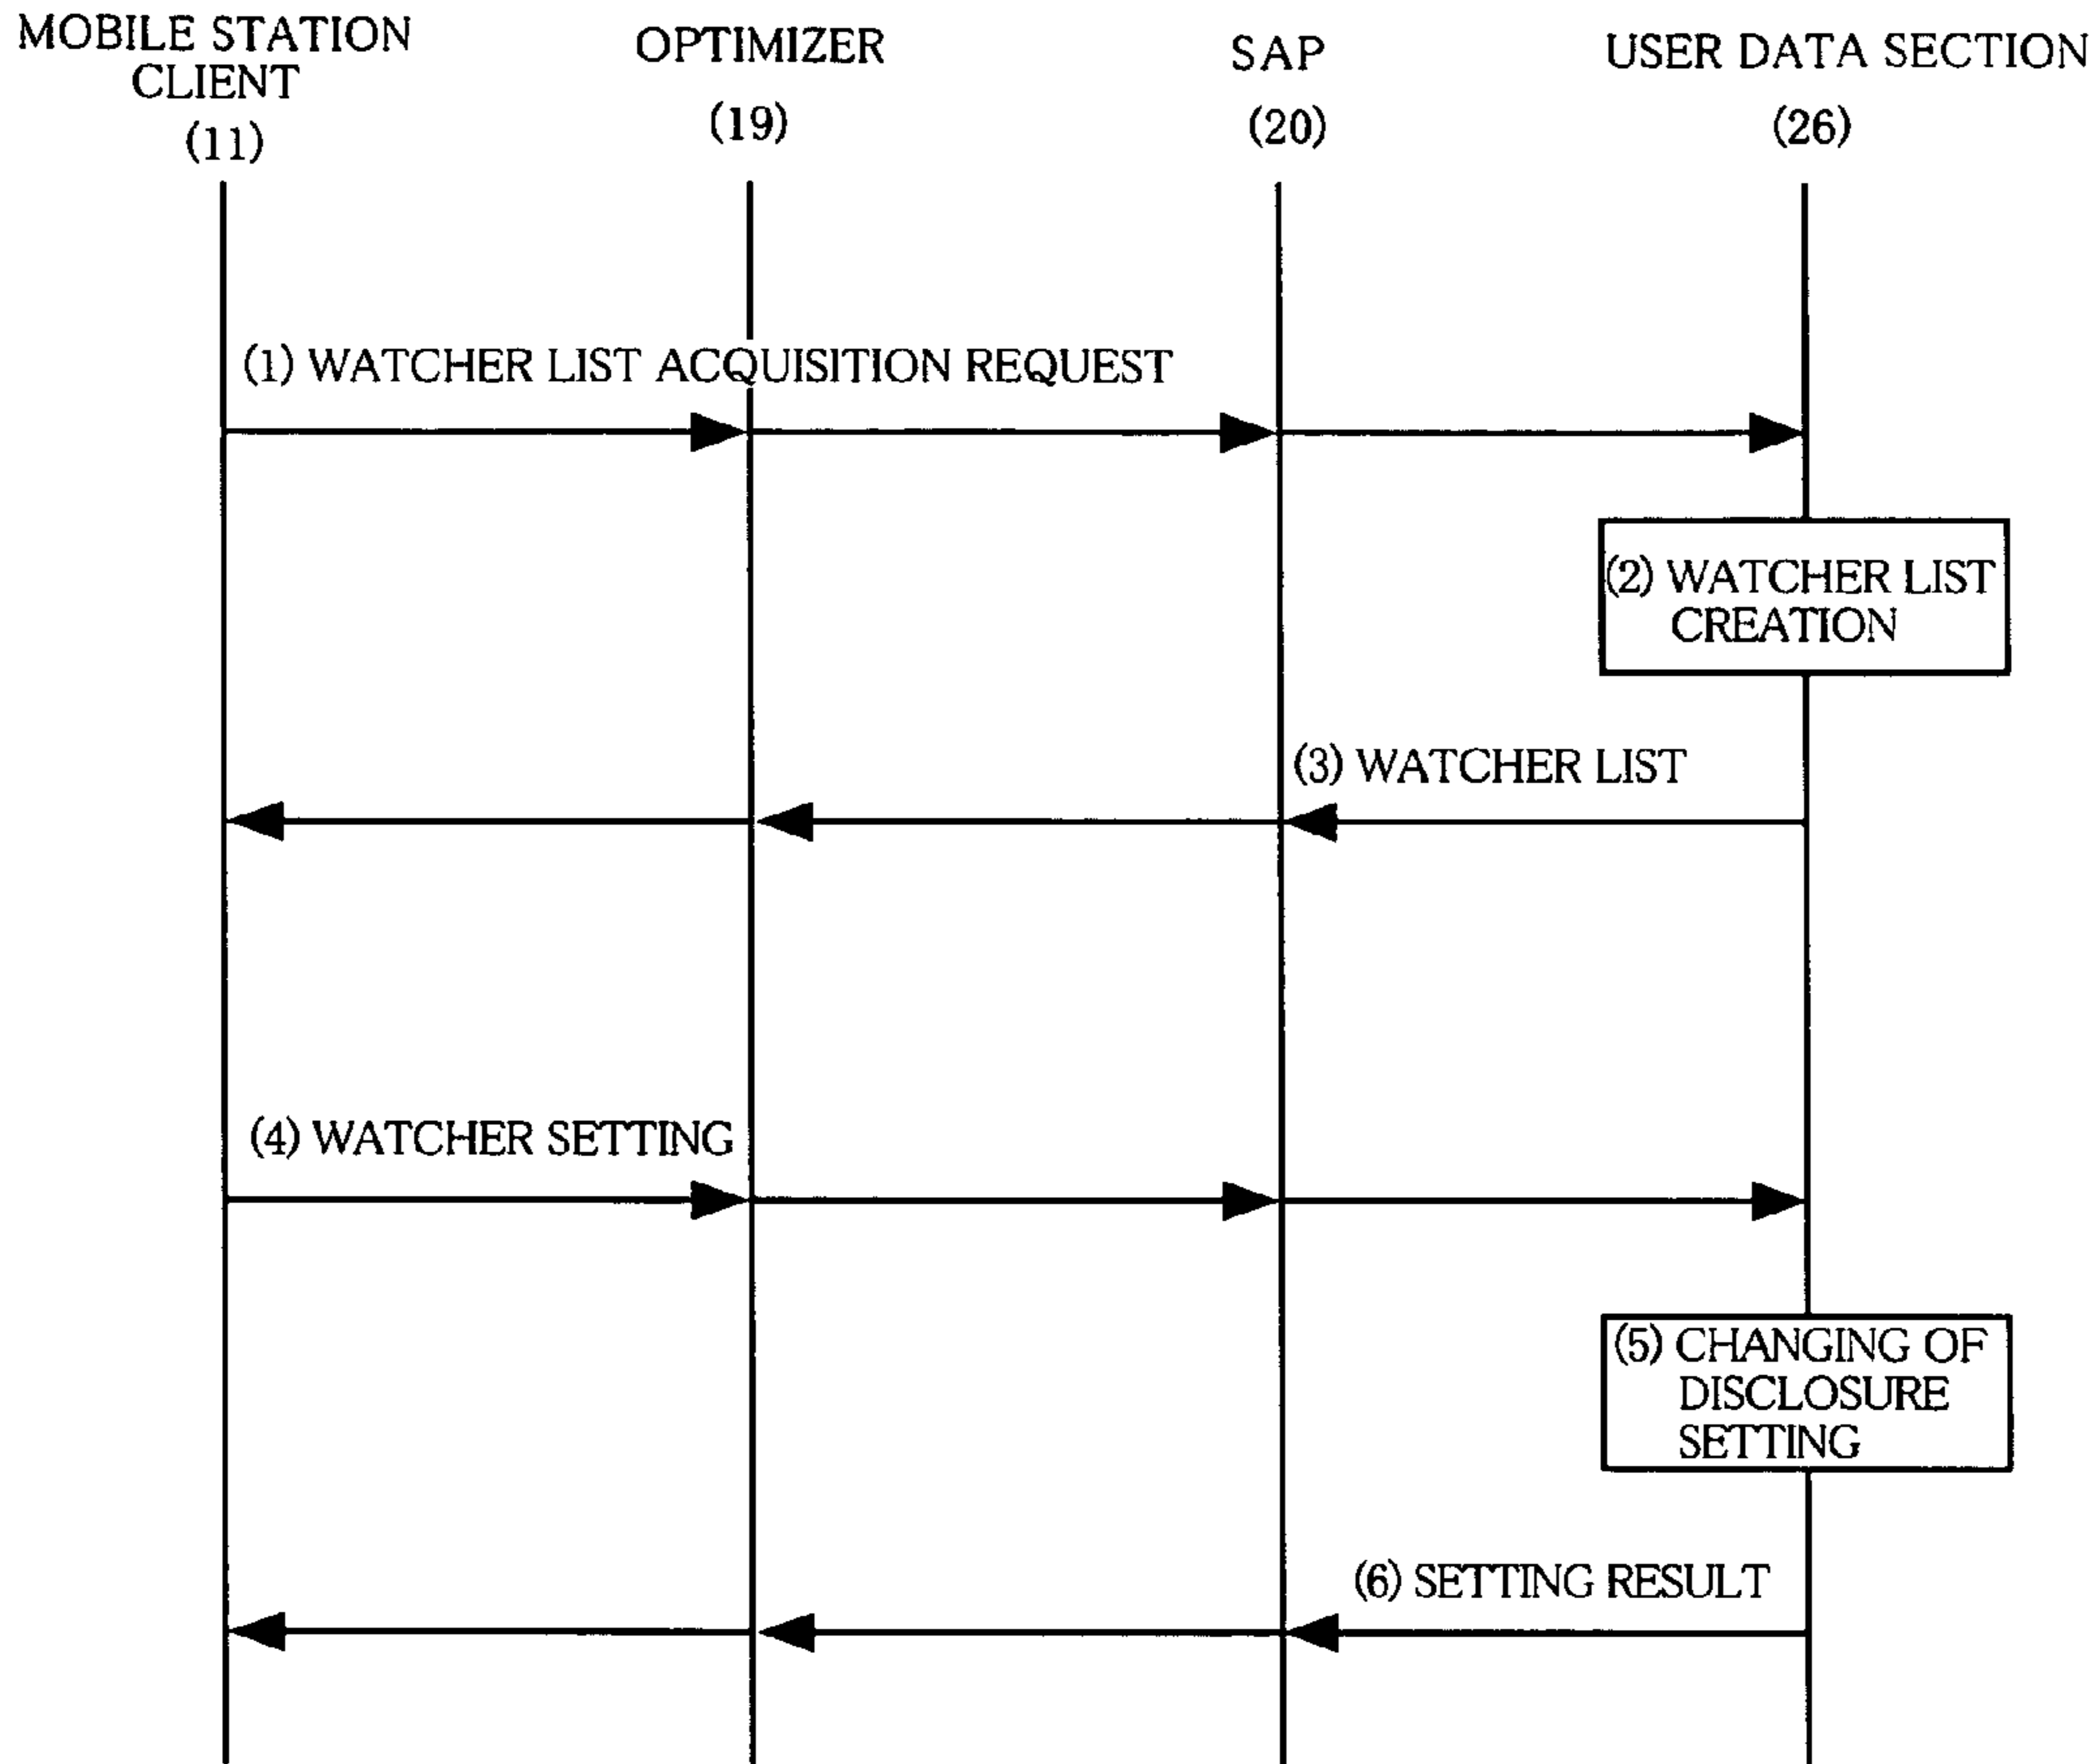 MOBILE STATION
CLIENT
(11)
OPTIMIZER
(19)
SAP
(20)
USER DATA SECTION
(26)
(1) WATCHER LIST ACQUISITION REQUEST
(2) WATCHER LIST
CREATION
(3) WATCHER LIST
(4) WATCHER SETTING
(5) CHANGING OF
DISCLOSURE
SETTING
(6) SETTING RESULT